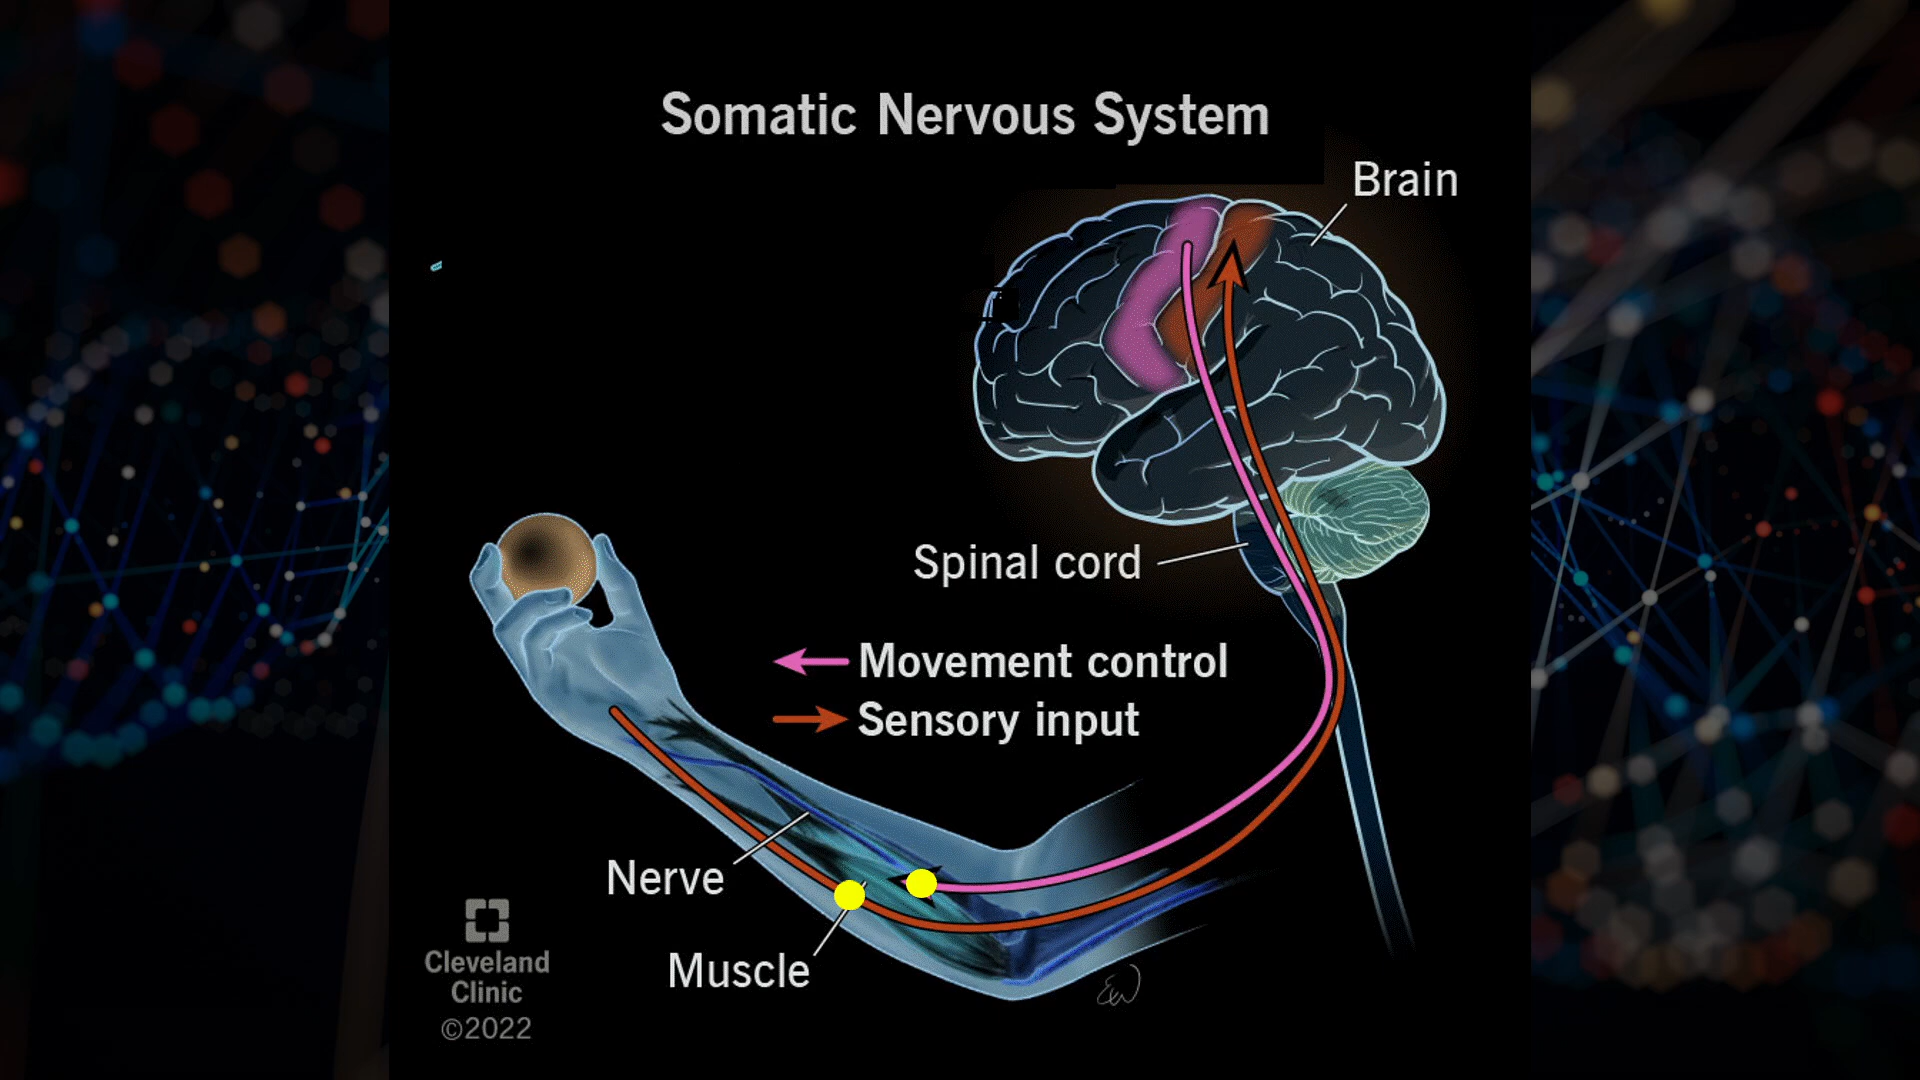 Somatic Nervous System
Brain
Spinal cord
Movement control
Sensory input
Nerve
Muscle
Cleveland
Clinic
©2022